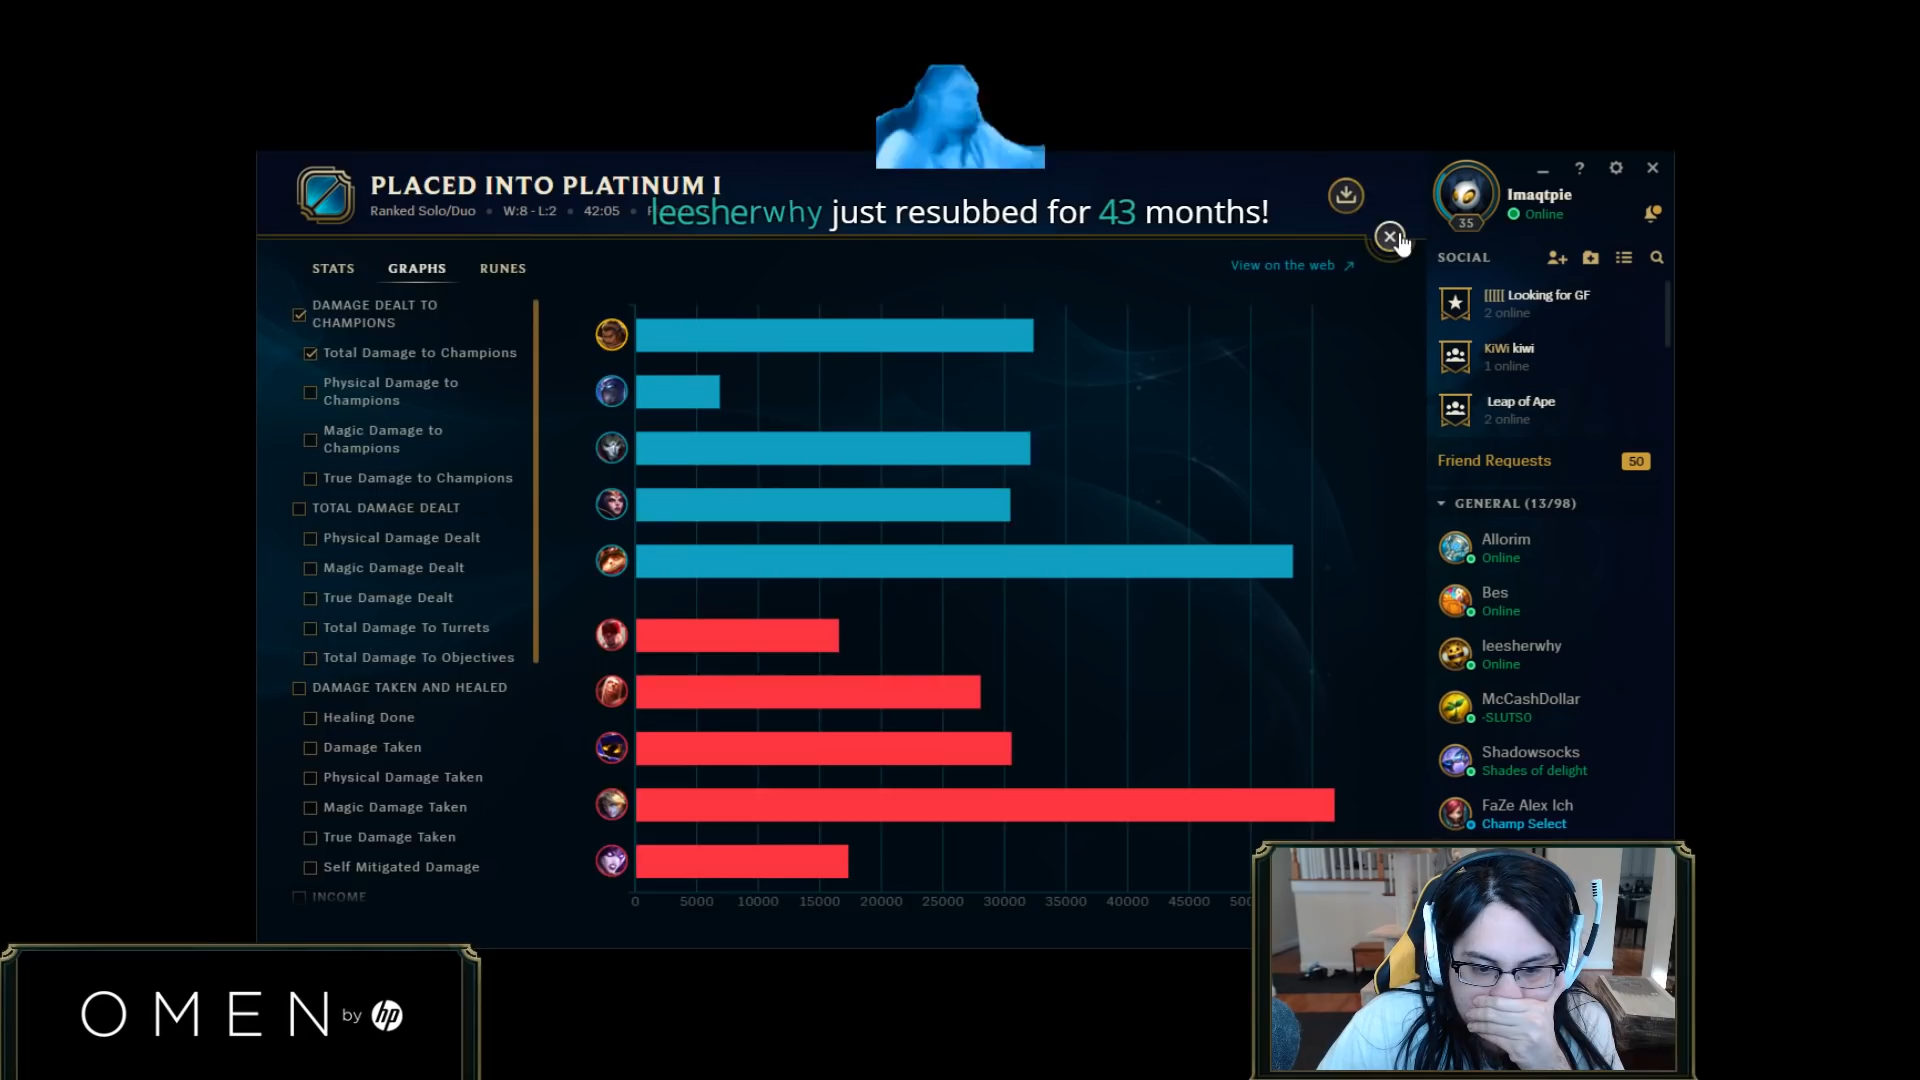 PLACED INTO PLATINUM I
Ranked Solo/Duo • W:8 - L:2 • 42:05 •
leesherwhy just resubbed for 43 months!
STATS GRAPHS RUNES
View on the web
DAMAGE DEALT TO
CHAMPIONS
Total Damage to Champions
Physical Damage to
Champions
Magic Damage to
Champions
True Damage to Champions
TOTAL DAMAGE DEALT
Physical Damage Dealt
Magic Damage Dealt
True Damage Dealt
Total Damage To Turrets
Total Damage To Objectives
DAMAGE TAKEN AND HEALED
Healing Done
Damage Taken
Physical Damage Taken
Magic Damage Taken
True Damage Taken
Self Mitigated Damage
INCOME
0 5000 10000 15000 20000 25000 30000 35000 40000 45000
35
Imaqtpie
Online
SOCIAL
[[[[[ Looking for GF
2 online
KiWi kiwi
1 online
Leap of Ape
2 online
Friend Requests 50
GENERAL (13/98)
Allorim
Online
Bes
Online
leesherwhy
Online
McCashDollar
-SLUTS0
Shadowsocks
Shades of delight
FaZe Alex Ich
Champ Select
OMEN by hp